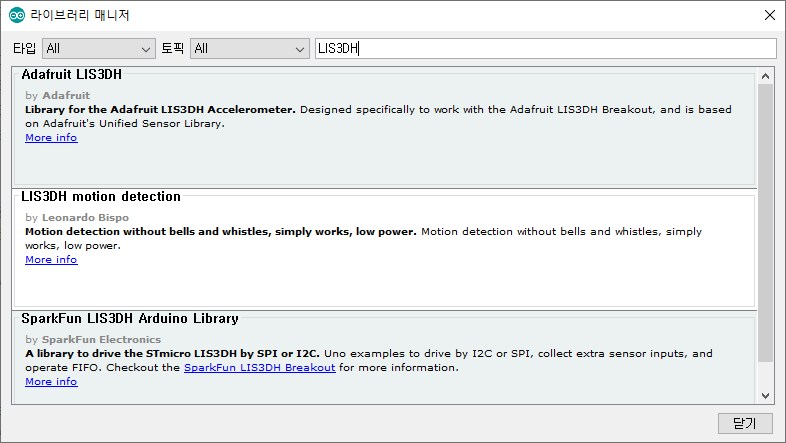 라이브러리 매니저
타입 All 토픽 All LIS3DH
Adafruit LIS3DH
by Adafruit
Library for the Adafruit LIS3DH Accelerometer. Designed specifically to work with the Adafruit LIS3DH Breakout, and is based
on Adafruit's Unified Sensor Library.
More info
LIS3DH motion detection
by Leonardo Bispo
Motion detection without bells and whistles, simply works, low power. Motion detection without bells and whistles, simply
works, low power.
More info
SparkFun LIS3DH Arduino Library
by SparkFun Electronics
A library to drive the STmicro LIS3DH by SPI or I2C. Uno examples to drive by I2C or SPI, collect extra sensor inputs, and
operate FIFO. Checkout the SparkFun LIS3DH Breakout for more information.
More info
닫기